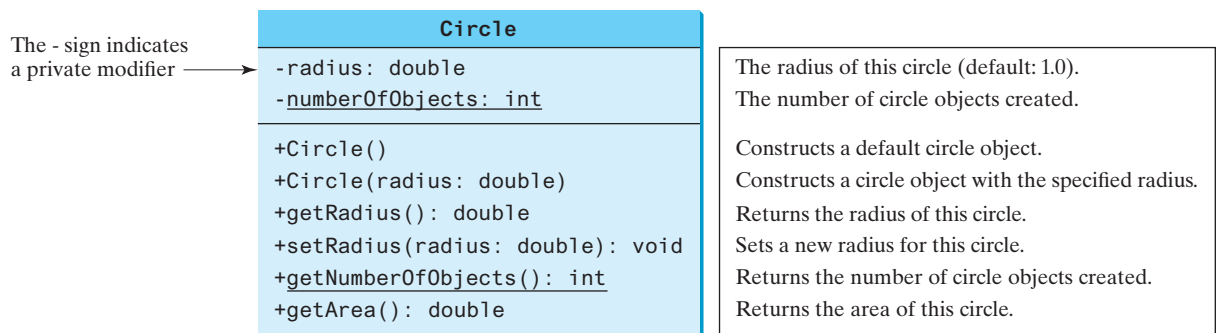 Circle
The - sign indicates
a private modifier
-radius: double
The radius of this circle (default: 1.0).
-numberOfObjects: int
The number of circle objects created.
+Circle()
Constructs a default circle object.
+Circle(radius: double)
Constructs a circle object with the specified radius.
+getRadius(): double
Returns the radius of this circle.
+setRadius(radius: double): void
Sets a new radius for this circle.
+getNumberOfObjects(): int
Returns the number of circle objects created.
+getArea(): double
Returns the area of this circle.